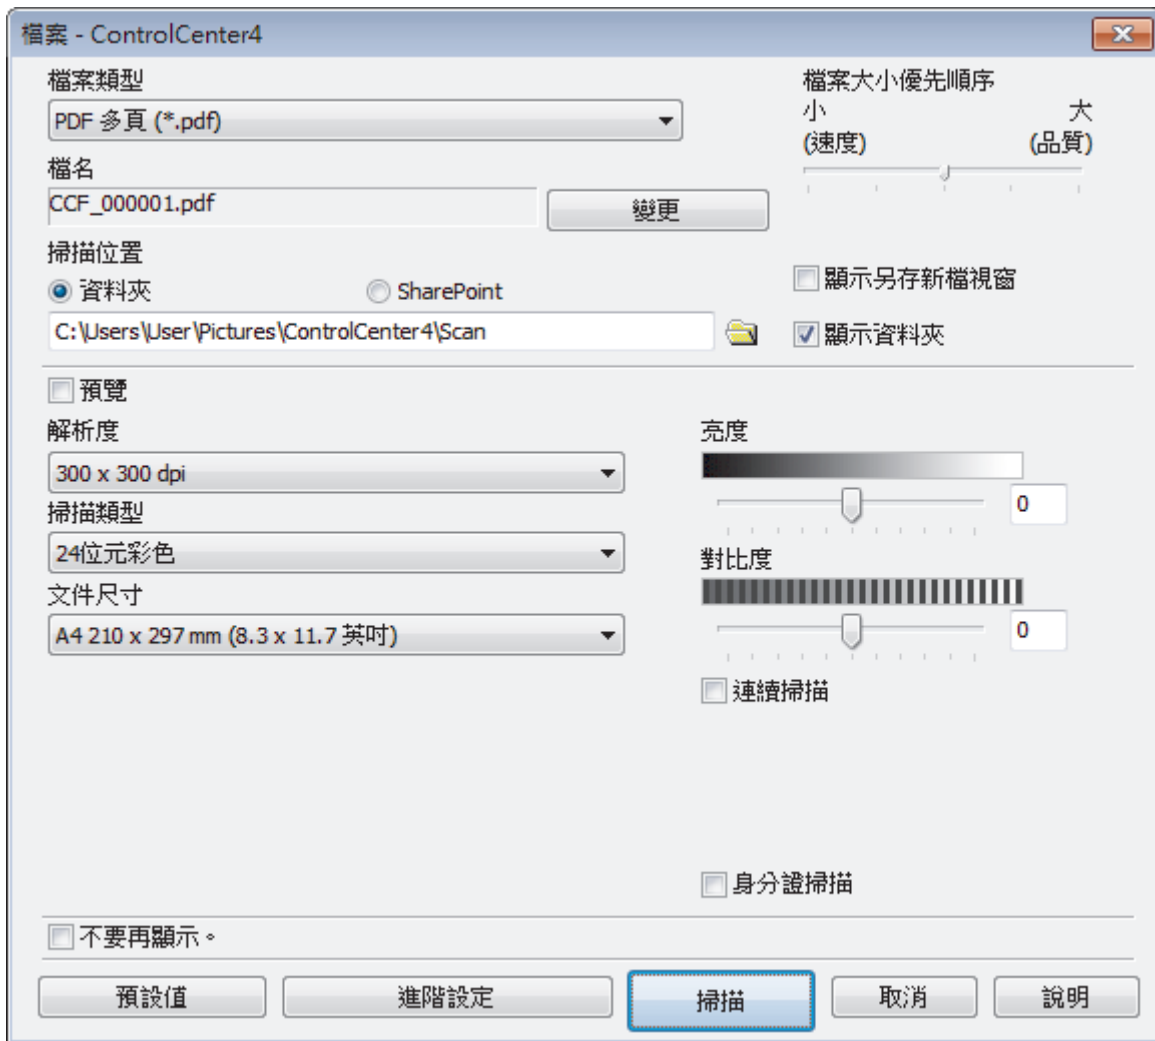 檔案 - ControlCenter4
檔案類型
PDF 多頁 (*.pdf)
檔名
CCF_000001.pdf
變更
掃描位置
資料夾
SharePoint
C:\Users\User\Pictures\ControlCenter4\Scan
檔案大小優先順序
小 大
(速度) (品質)
顯示另存新檔視窗
顯示資料夾
預覽
解析度
300 x 300 dpi
掃描類型
24位元彩色
文件尺寸
A4 210 x 297 mm (8.3 x 11.7 英吋)
亮度
0
對比度
0
連續掃描
身分證掃描
不要再顯示。
預設值 進階設定 掃描 取消 說明